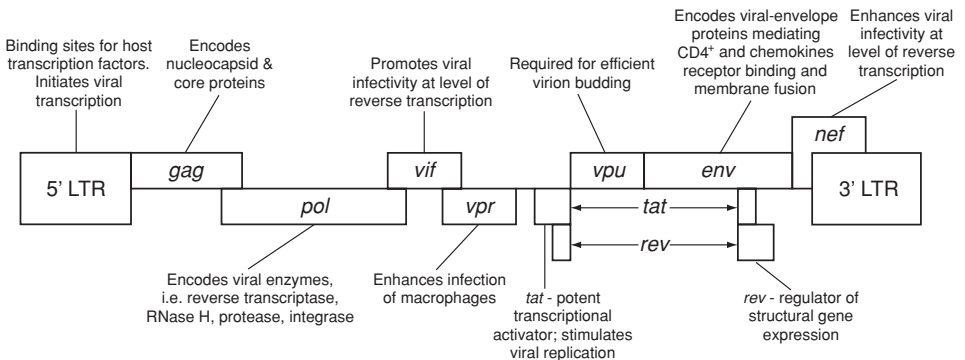 Binding sites for host
transcription factors.
Initiates viral
transcription
Encodes
nucleocapsid &
core proteins
Promotes viral
infectivity at level of
reverse transcription
Required for efficient
virion budding
Encodes viral-envelope
proteins mediating
CD4⁺ and chemokines
receptor binding and
membrane fusion
Enhances viral
infectivity at
level of reverse
transcription
nef
5' LTR
gag
vif
vpu
env
3' LTR
pol
vpr
tat
rev
Encodes viral enzymes,
i.e. reverse transcriptase,
RNase H, protease, integrase
Enhances infection
of macrophages
tat - potent
transcriptional
activator; stimulates
viral replication
rev - regulator of
structural gene
expression